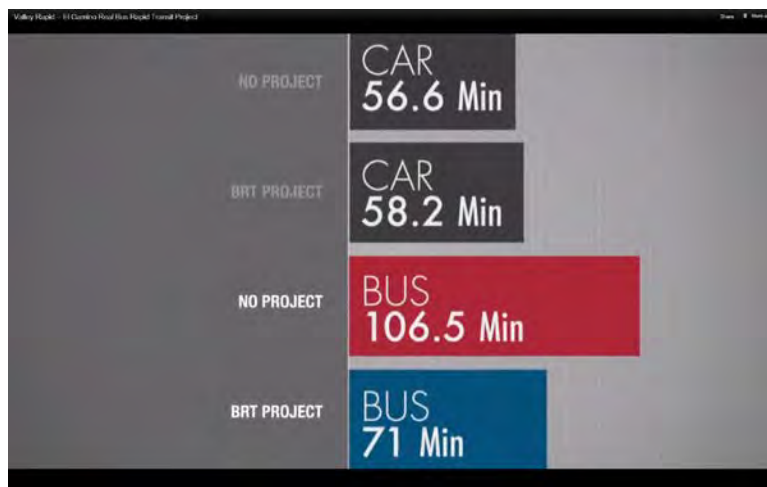 Valley Rapid – El Camino Real Bus Rapid Transit Project
Share
NO PROJECT
CAR
56.6 Min
BRT PROJECT
CAR
58.2 Min
NO PROJECT
BUS
106.5 Min
BRT PROJECT
BUS
71 Min